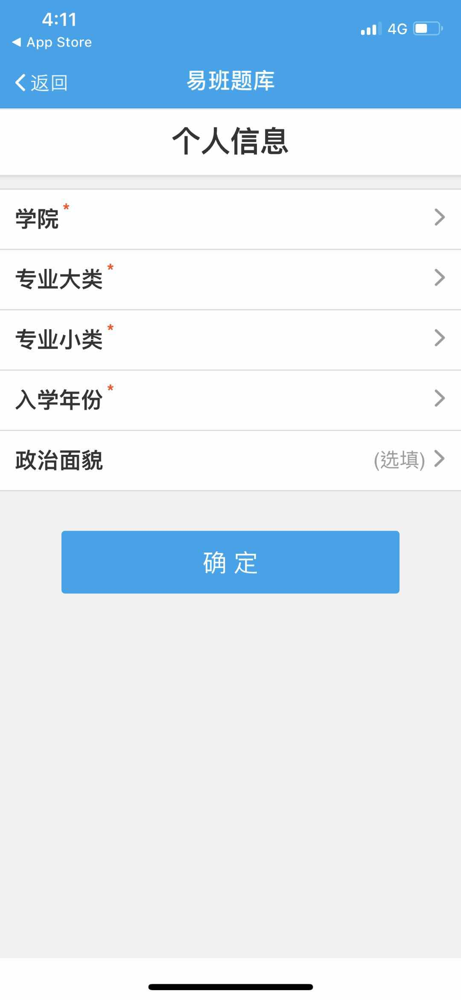 4:11
4G
◀ App Store
返回
易班题库
个人信息
学院*
专业大类*
专业小类*
入学年份*
政治面貌
(选填)
确 定